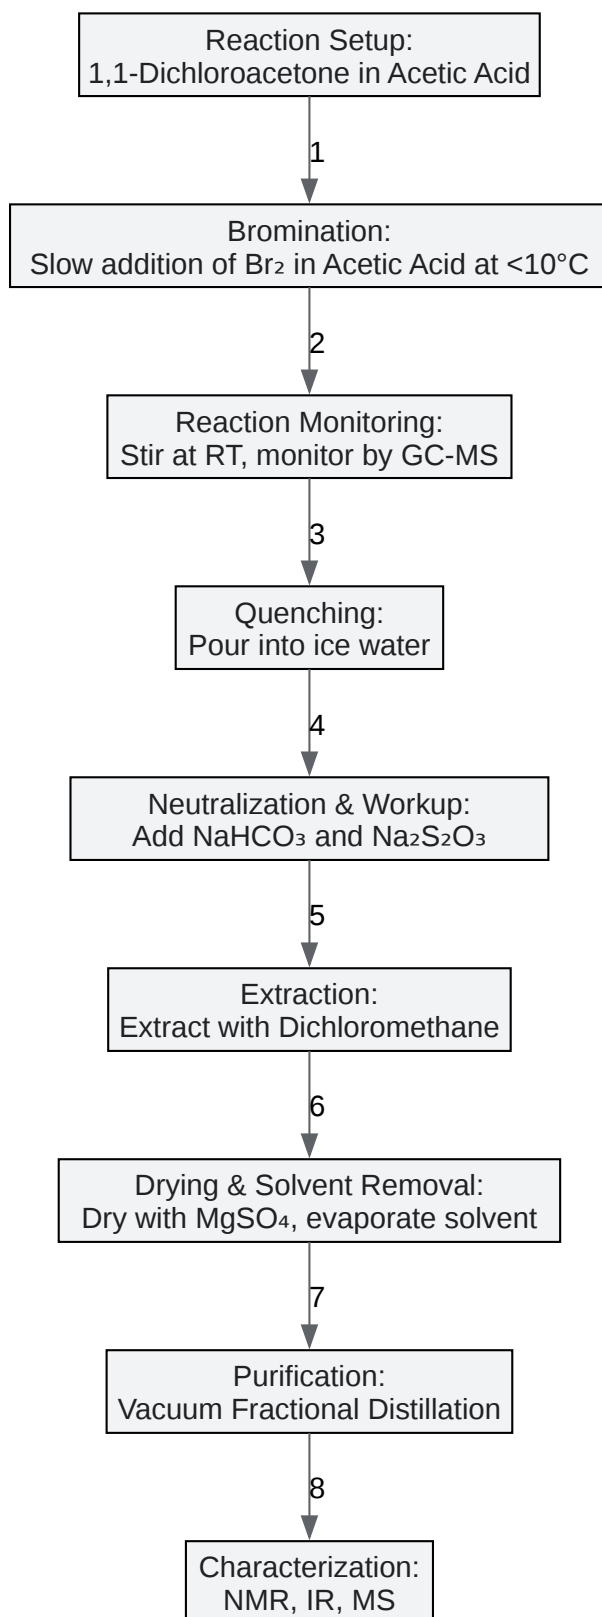 Reaction Setup:
1,1-Dichloroacetone in Acetic Acid
1
Bromination:
Slow addition of Br₂ in Acetic Acid at <10°C
2
Reaction Monitoring:
Stir at RT, monitor by GC-MS
3
Quenching:
Pour into ice water
4
Neutralization & Workup:
Add NaHCO₃ and Na₂S₂O₃
5
Extraction:
Extract with Dichloromethane
6
Drying & Solvent Removal:
Dry with MgSO₄, evaporate solvent
7
Purification:
Vacuum Fractional Distillation
8
Characterization:
NMR, IR, MS